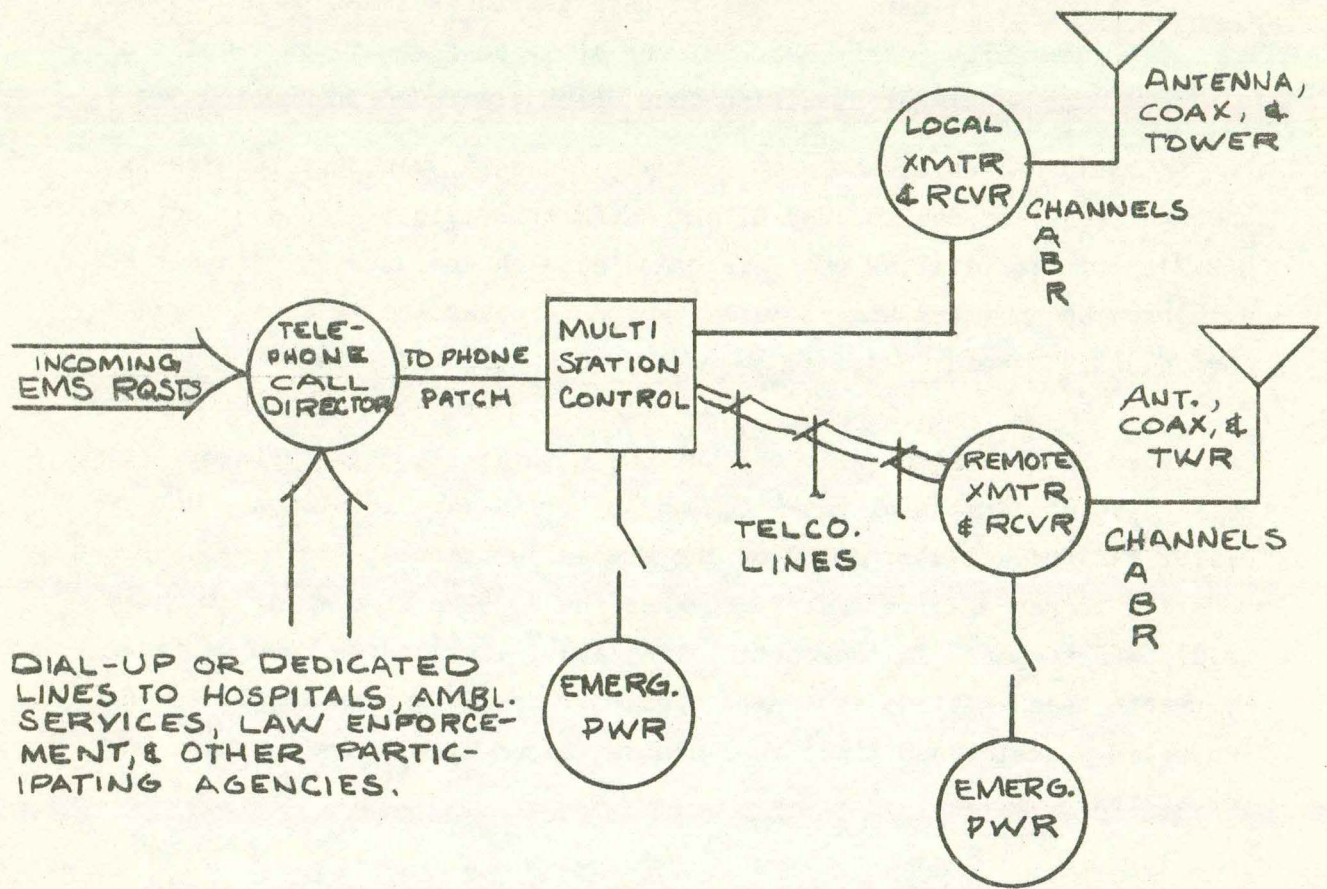 ANTENNA,
COAX, &
TOWER
LOCAL
XMTR
& RCVR
CHANNELS
A
B
R
INCOMING
EMS RQSTS
TELE-
PHONE
CALL
DIRECTOR
TO PHONE
PATCH
MULTI
STATION
CONTROL
ANT.,
COAX, &
TWR
REMOTE
XMTR
& RCVR
TELCO.
LINES
CHANNELS
A
B
R
DIAL-UP OR DEDICATED
LINES TO HOSPITALS, AMBL.
SERVICES, LAW ENFORCE-
MENT, & OTHER PARTIC-
IPATING AGENCIES.
EMERG.
PWR
EMERG.
PWR